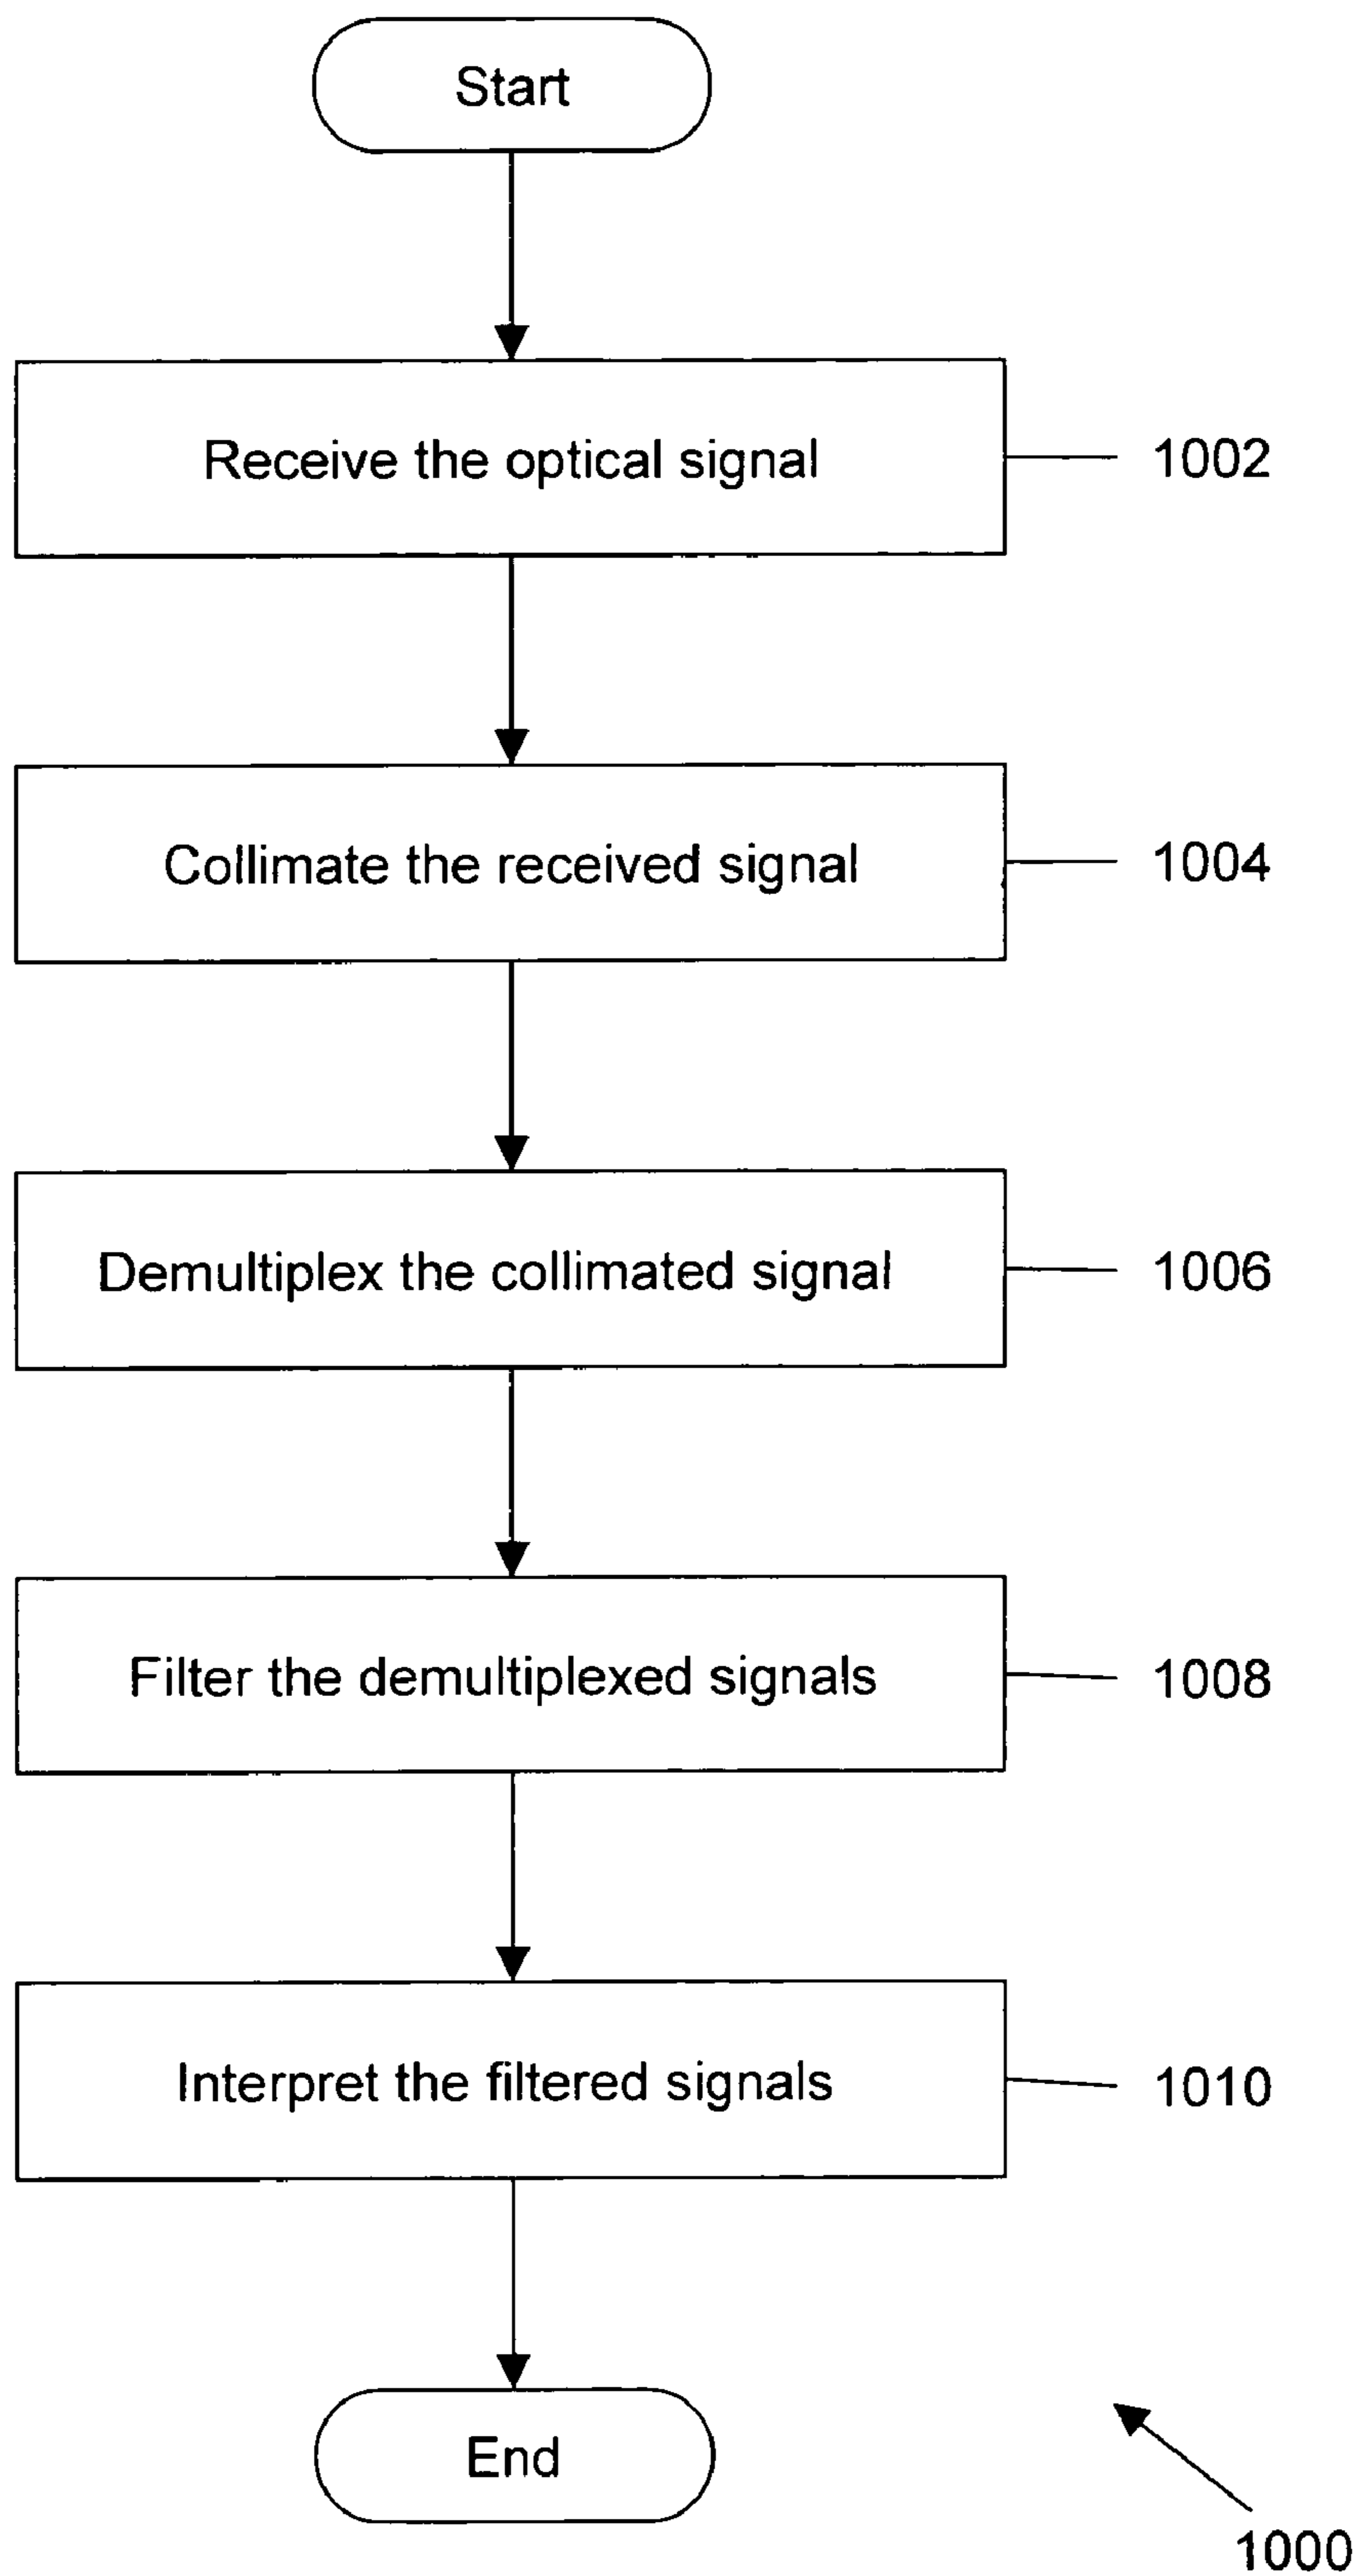 Start
Receive the optical signal
1002
Collimate the received signal
1004
Demultiplex the collimated signal
1006
Filter the demultiplexed signals
1008
Interpret the filtered signals
1010
End
1000